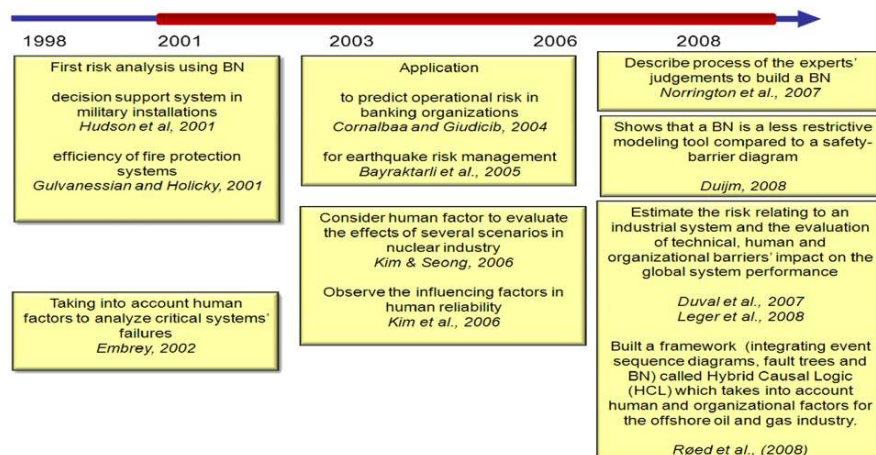 1998
2001
2003
2006
2008
First risk analysis using BN
decision support system in
military installations
Hudson et al, 2001
efficiency of fire protection
systems
Gulvanessian and Holicky, 2001
Taking into account human
factors to analyze critical systems'
failures
Embrey, 2002
Application
to predict operational risk in
banking organizations
Cornalbaa and Giudicib, 2004
for earthquake risk management
Bayraktarli et al., 2005
Consider human factor to evaluate
the effects of several scenarios in
nuclear industry
Kim & Seong, 2006
Observe the influencing factors in
human reliability
Kim et al., 2006
Describe process of the experts'
judgements to build a BN
Norrington et al., 2007
Shows that a BN is a less restrictive
modeling tool compared to a safety-
barrier diagram
Duijm, 2008
Estimate the risk relating to an
industrial system and the evaluation
of technical, human and
organizational barriers' impact on the
global system performance
Duval et al., 2007
Leger et al., 2008
Built a framework (integrating event
sequence diagrams, fault trees and
BN) called Hybrid Causal Logic
(HCL) which takes into account
human and organizational factors for
the offshore oil and gas industry.
Røed et al., (2008)